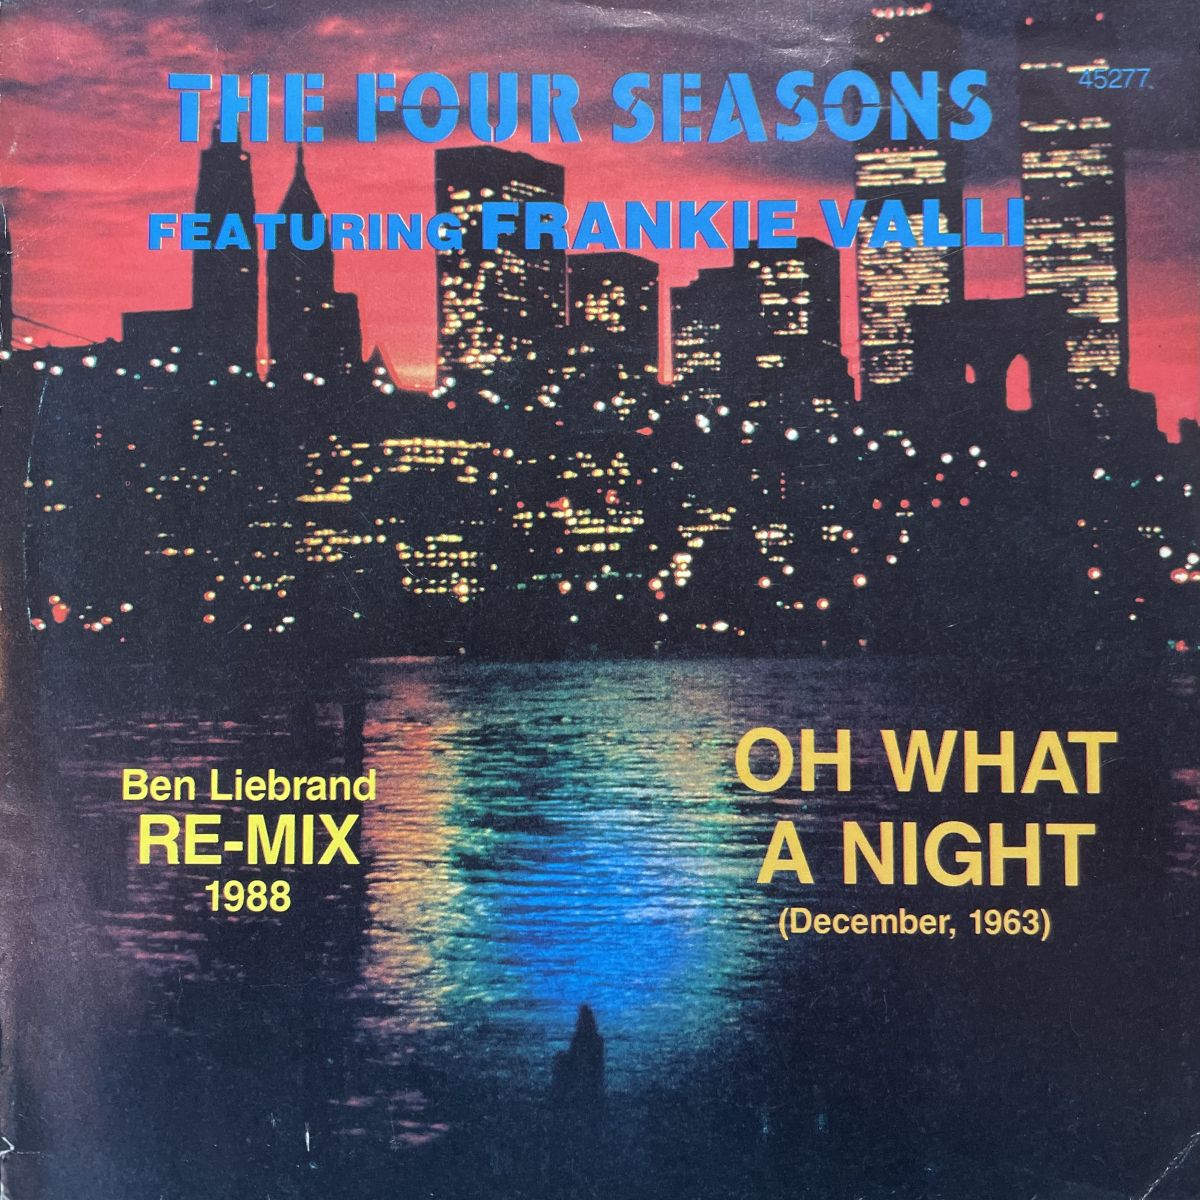 THE FOUR SEASONS
45277
FEATURING FRANKIE VALLI
OH WHAT
A NIGHT
(December, 1963)
Ben Liebrand
RE-MIX
1988